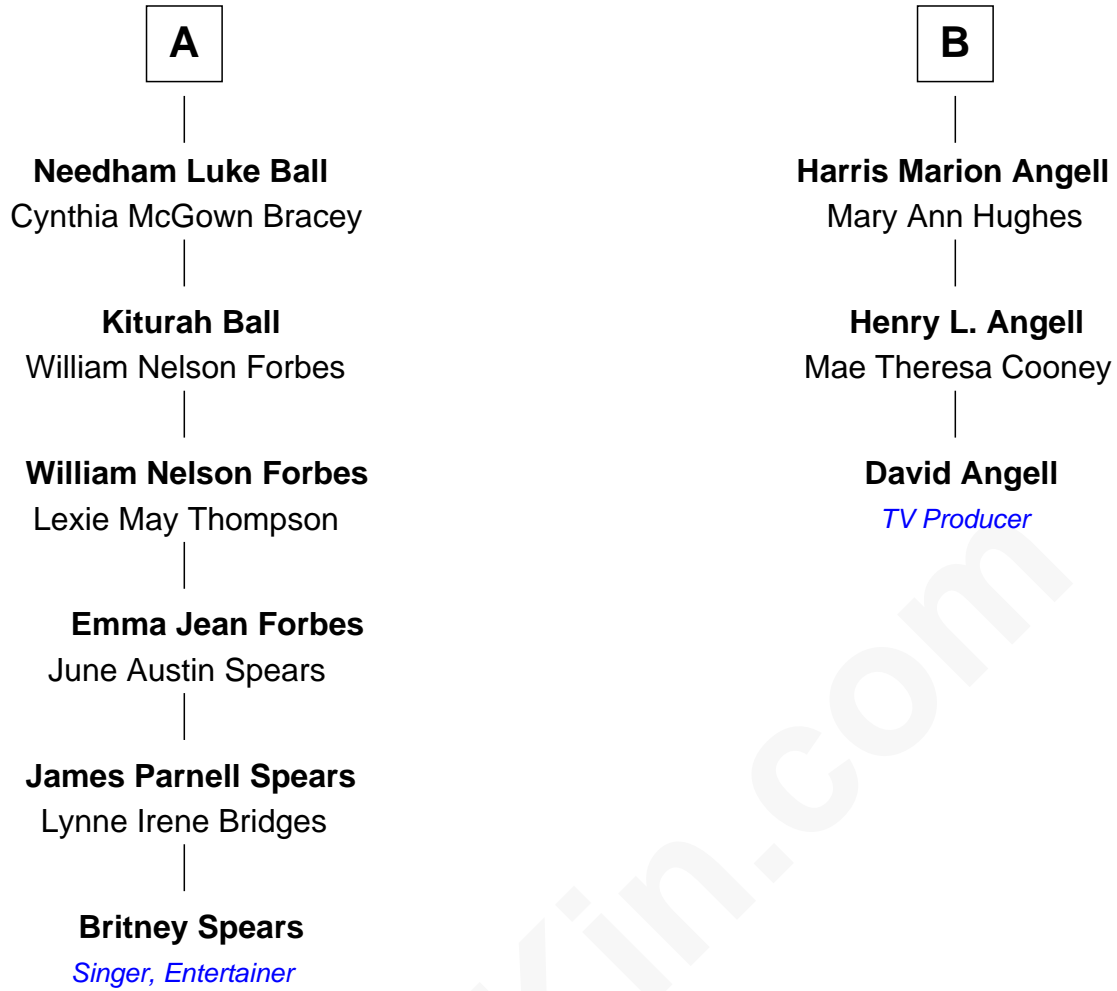 A
Needham Luke Ball
Cynthia McGown Bracey
Kiturah Ball
William Nelson Forbes
William Nelson Forbes
Lexie May Thompson
Emma Jean Forbes
June Austin Spears
James Parnell Spears
Lynne Irene Bridges
Britney Spears
Singer, Entertainer
B
Harris Marion Angell
Mary Ann Hughes
Henry L. Angell
Mae Theresa Cooney
David Angell
TV Producer
Kin.com